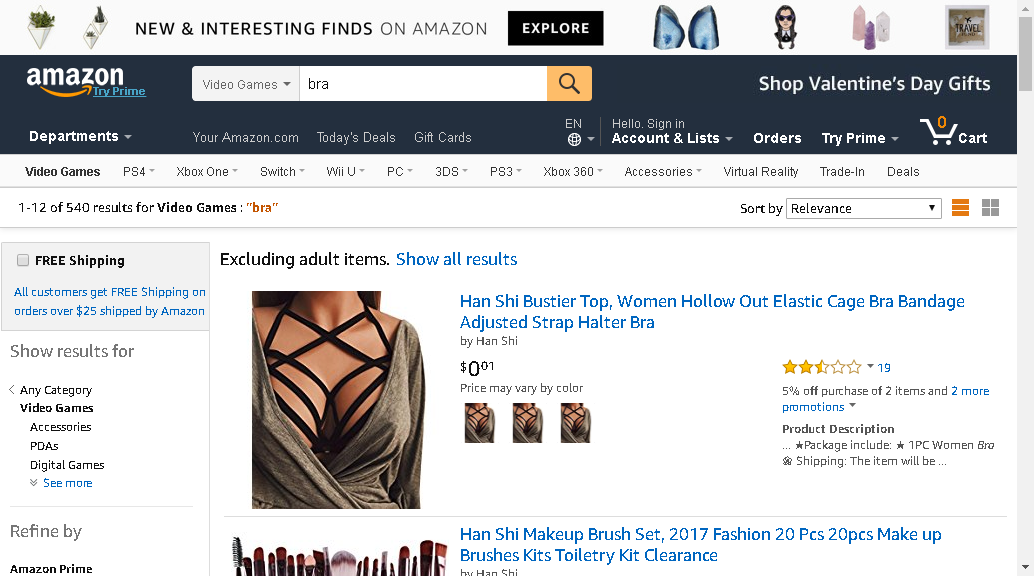 NEW & INTERESTING FINDS ON AMAZON EXPLORE
TRAVEL
amazon
Try Prime
Video Games
bra
Shop Valentine's Day Gifts
Departments
Your Amazon.com Today's Deals Gift Cards
EN
Hello. Sign in
Account & Lists
Orders
Try Prime
0
Cart
Video Games PS4 Xbox One Switch Wii U PC 3DS PS3 Xbox 360 Accessories Virtual Reality Trade-In Deals
1-12 of 540 results for Video Games : "bra"
Sort by Relevance
FREE Shipping
All customers get FREE Shipping on
orders over $25 shipped by Amazon
Show results for
Any Category
Video Games
Accessories
PDAs
Digital Games
See more
Refine by
Amazon Prime
Excluding adult items. Show all results
Han Shi Bustier Top, Women Hollow Out Elastic Cage Bra Bandage
Adjusted Strap Halter Bra
by Han Shi
$0 01
Price may vary by color
19
5% off purchase of 2 items and 2 more
promotions
Product Description
... ★Package include: ★ 1PC Women Bra
֍ Shipping: The item will be ...
Han Shi Makeup Brush Set, 2017 Fashion 20 Pcs 20pcs Make up
Brushes Kits Toiletry Kit Clearance
by Han Shi